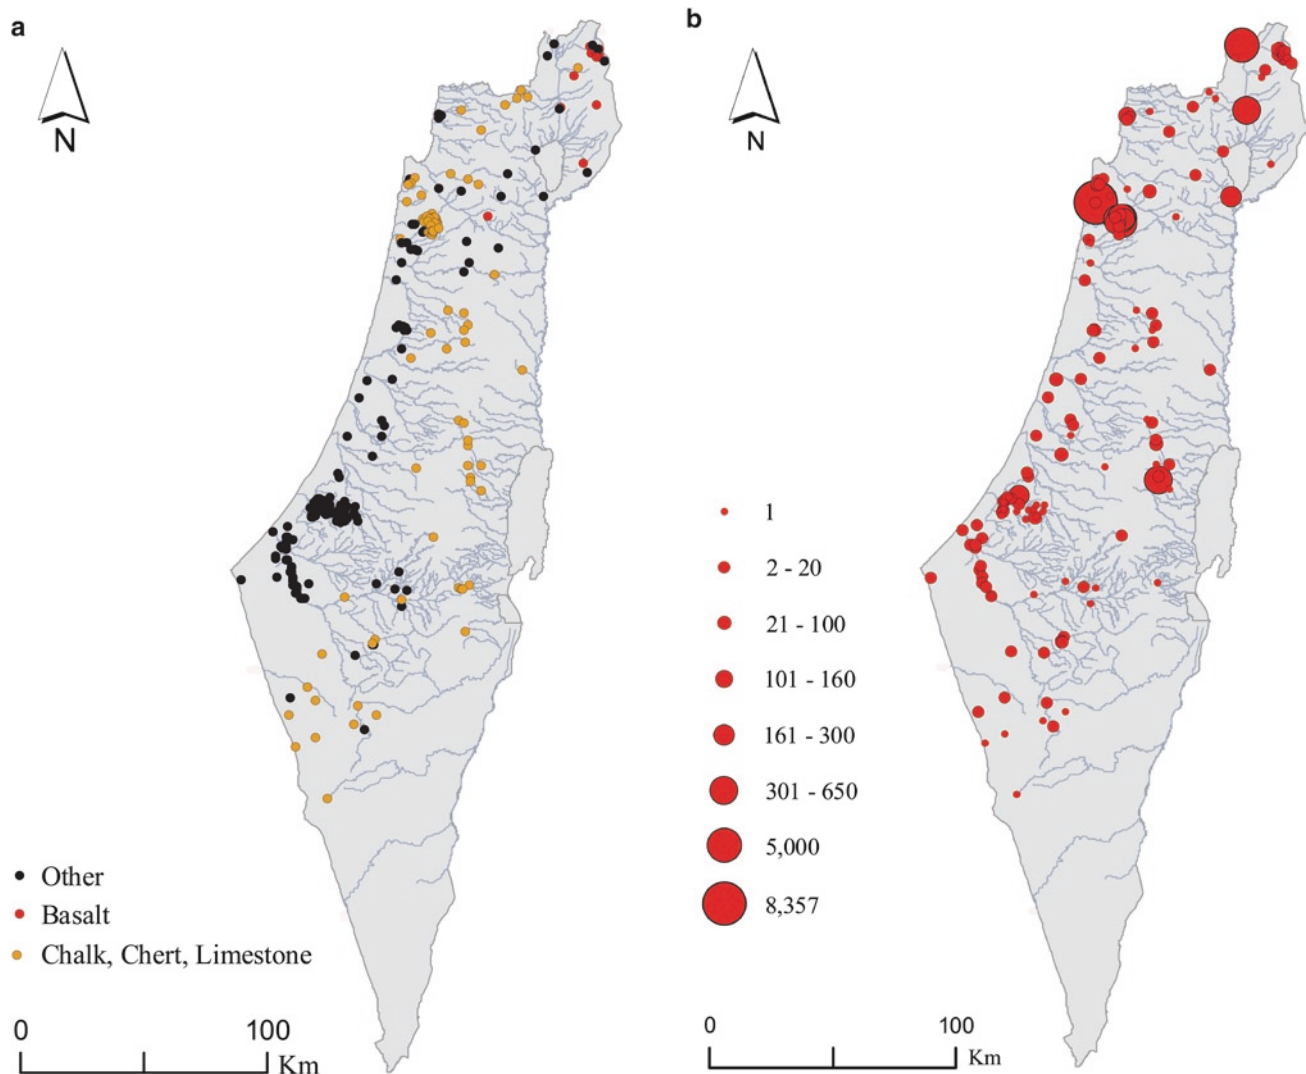 a
N
Other
Basalt
Chalk, Chert, Limestone
0
100
Km
b
N
1
2 - 20
21 - 100
101 - 160
161 - 300
301 - 650
5,000
8,357
0
100
Km